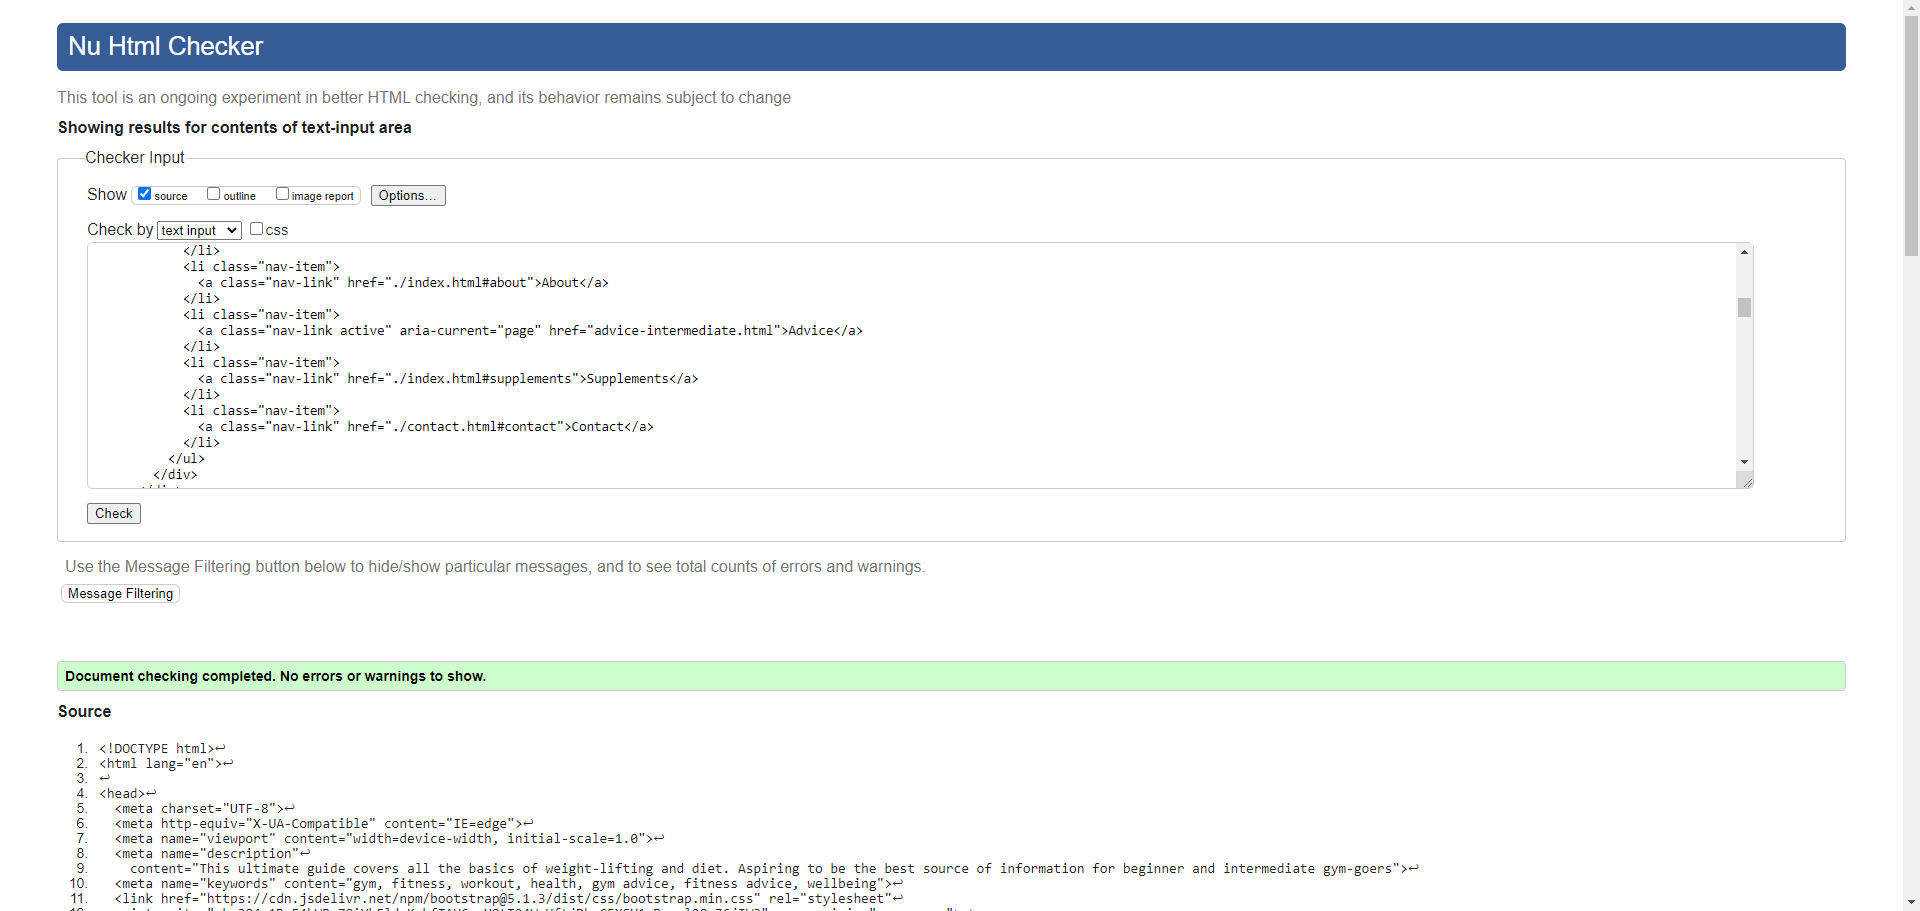 Nu Html Checker
This tool is an ongoing experiment in better HTML checking, and its behavior remains subject to change
Showing results for contents of text-input area
Checker Input
Show source outline image report Options...
Check by text input css
</li>
<li class="nav-item">
<a class="nav-link" href="./index.html#about">About</a>
</li>
<li class="nav-item">
<a class="nav-link active" aria-current="page" href="advice-intermediate.html">Advice</a>
</li>
<li class="nav-item">
<a class="nav-link" href="./index.html#supplements">Supplements</a>
</li>
<li class="nav-item">
<a class="nav-link" href="./contact.html#contact">Contact</a>
</li>
</ul>
</div>
Check
Use the Message Filtering button below to hide/show particular messages, and to see total counts of errors and warnings.
Message Filtering
Document checking completed. No errors or warnings to show.
Source
1. <!DOCTYPE html>↩
2. <html lang="en">↩
3. ↩
4. <head>↩
5. <meta charset="UTF-8">↩
6. <meta http-equiv="X-UA-Compatible" content="IE=edge">↩
7. <meta name="viewport" content="width=device-width, initial-scale=1.0">↩
8. <meta name="description"↩
9. content="This ultimate guide covers all the basics of weight-lifting and diet. Aspiring to be the best source of information for beginner and intermediate gym-goers">↩
10. <meta name="keywords" content="gym, fitness, workout, health, gym advice, fitness advice, wellbeing">↩
11. <link href="https://cdn.jsdelivr.net/npm/bootstrap@5.1.3/dist/css/bootstrap.min.css" rel="stylesheet"↩